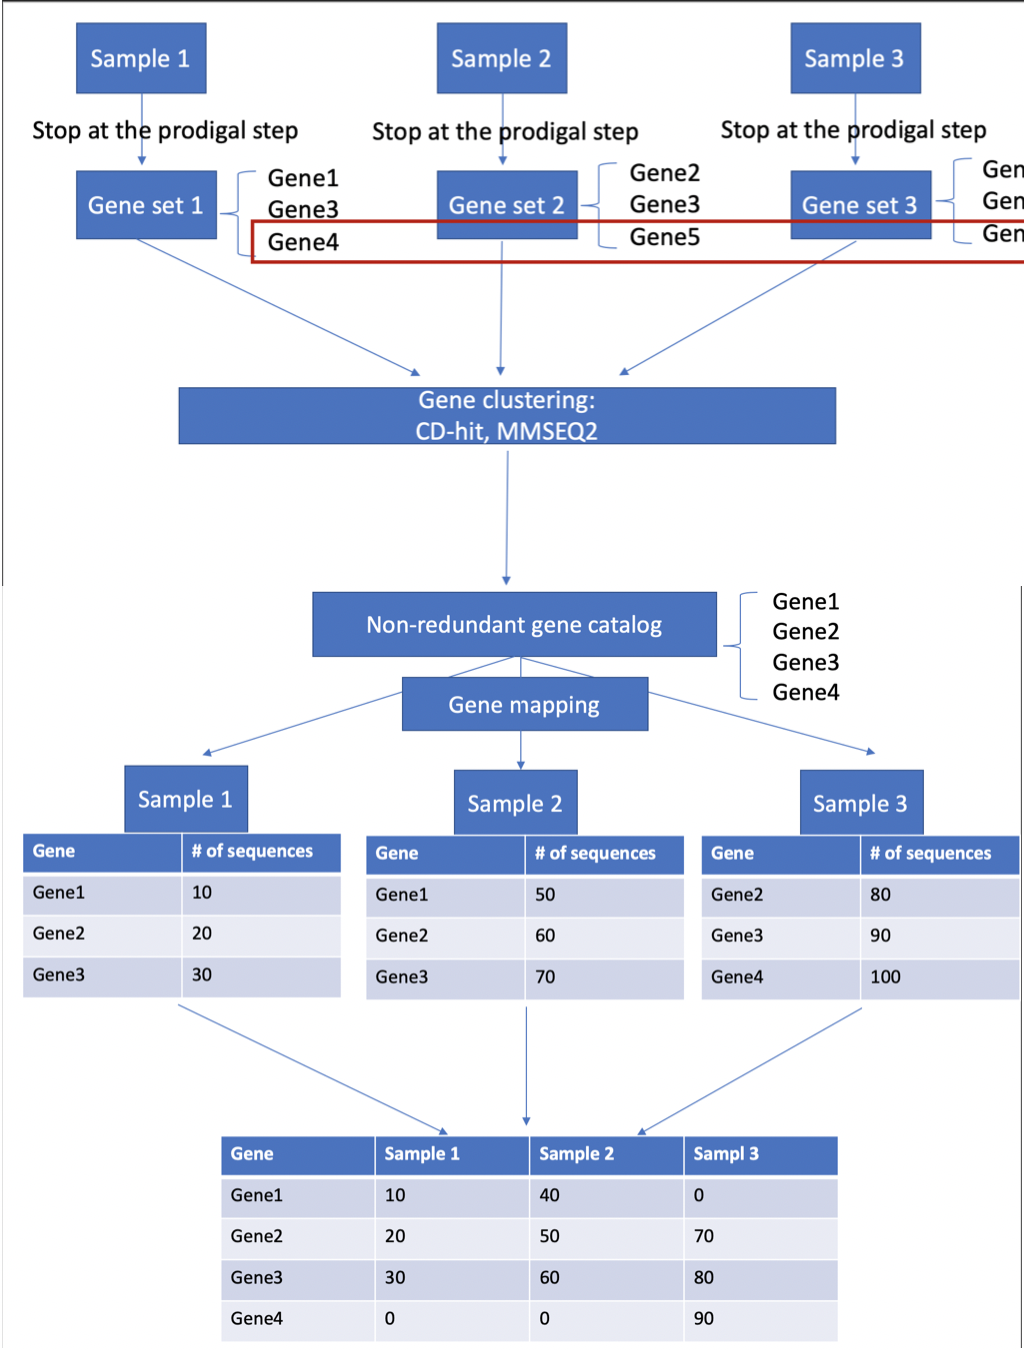 Sample 1
Sample 2
Sample 3
Stop at the prodigal step
Stop at the prodigal step
Stop at the prodigal step
Gene set 1
Gene1
Gene3
Gene4
Gene set 2
Gene2
Gene3
Gene5
Gene set 3
Gen
Gen
Gen
Gene clustering:
CD-hit, MMSEQ2
Non-redundant gene catalog
Gene1
Gene2
Gene3
Gene4
Gene mapping
Sample 1
Gene # of sequences
Gene1 10
Gene2 20
Gene3 30
Sample 2
Gene # of sequences
Gene1 50
Gene2 60
Gene3 70
Sample 3
Gene # of sequences
Gene2 80
Gene3 90
Gene4 100
Gene Sample 1 Sample 2 Sampl 3
Gene1 10 40 0
Gene2 20 50 70
Gene3 30 60 80
Gene4 0 0 90